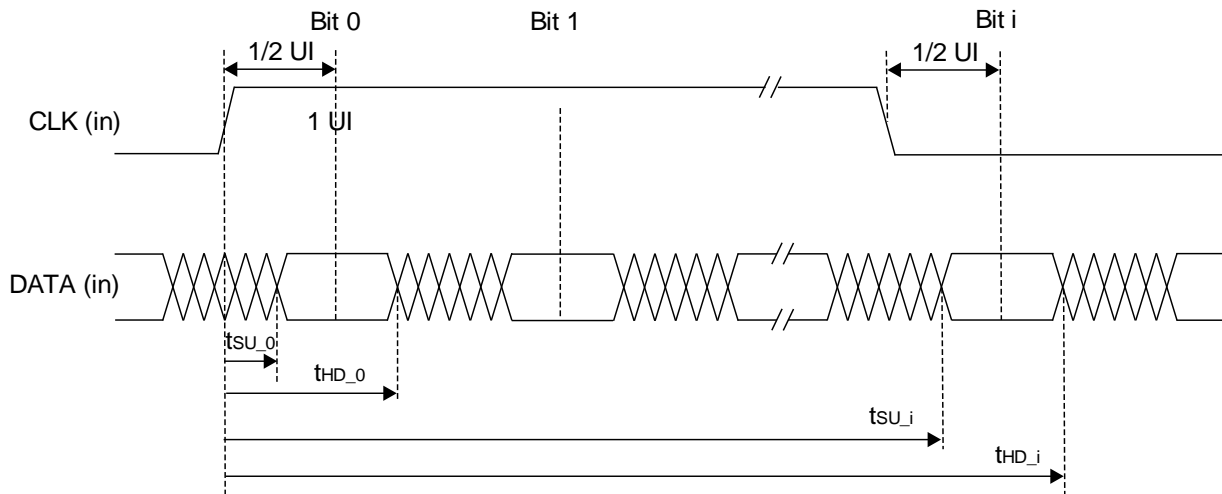 Bit 0 Bit 1 Bit i
1/2 UI 1/2 UI
CLK (in)
1 UI
DATA (in)
tSU_0
tHD_0
tSU_i
tHD_i